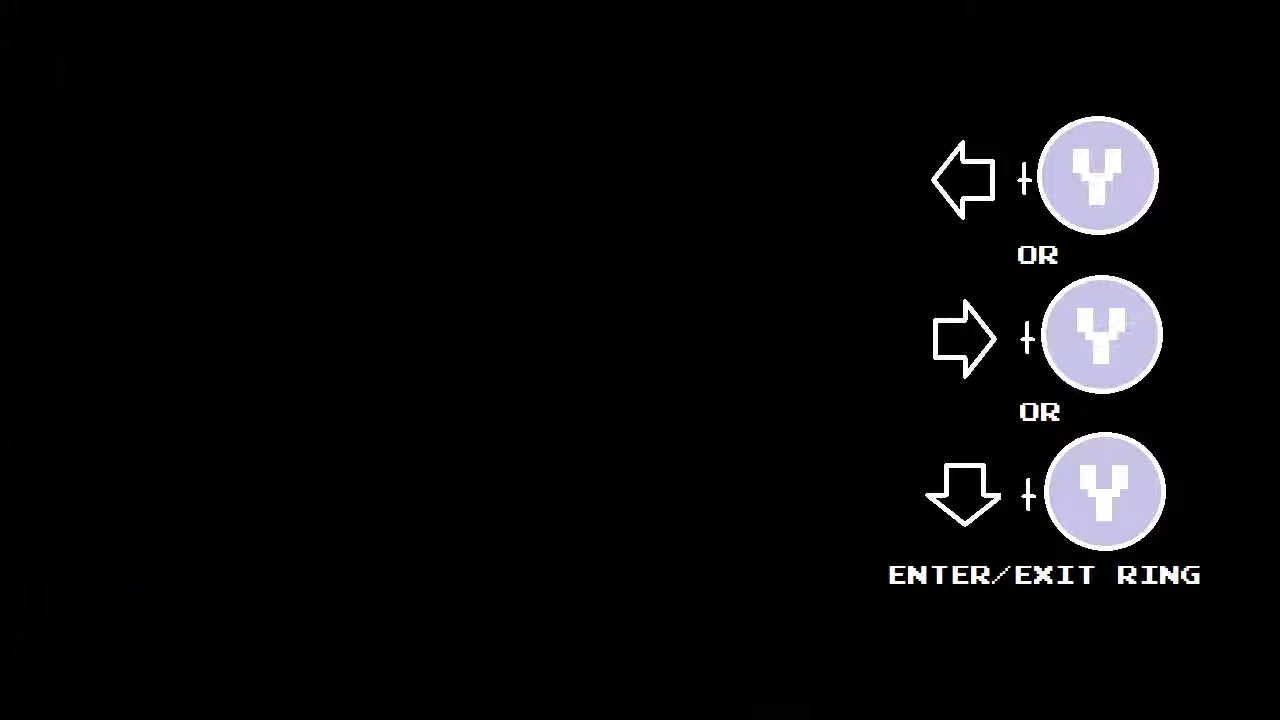 + Y
OR
+ Y
OR
+ Y
ENTER/EXIT RING